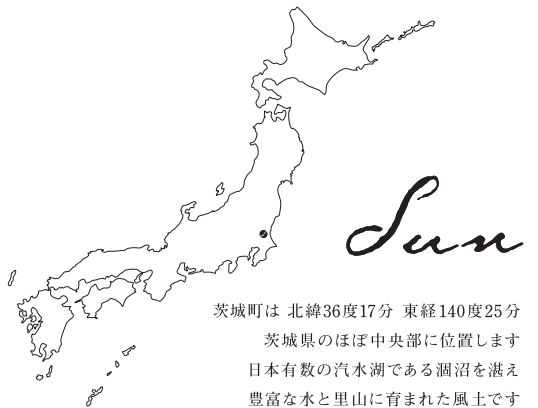 Sun
茨城町は 北緯36度17分 東経140度25分
茨城県のほぼ中央部に位置します
日本有数の汽水湖である涸沼を湛え
豊富な水と里山に育まれた風土です